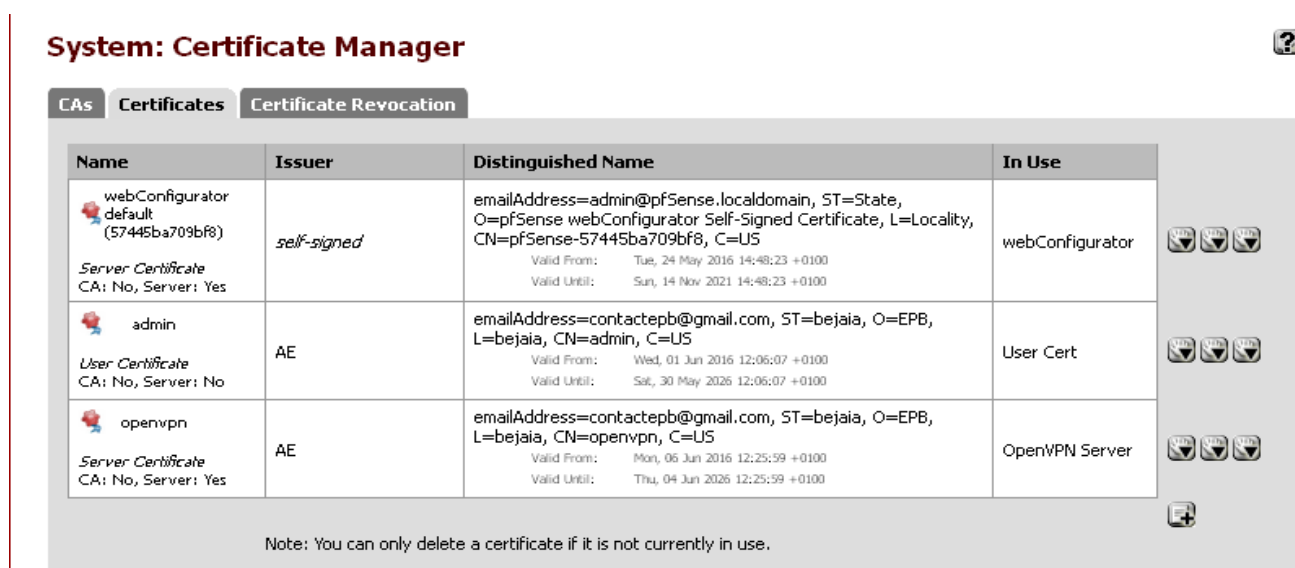 System: Certificate Manager
CAs Certificates Certificate Revocation
Name Issuer Distinguished Name In Use
webConfigurator
default
(57445ba709bf8)
Server Certificate
CA: No, Server: Yes
self-signed
emailAddress=admin@pfSense.localdomain, ST=State,
O=pfSense webConfigurator Self-Signed Certificate, L=Locality,
CN=pfSense-57445ba709bf8, C=US
Valid From: Tue, 24 May 2016 14:48:23 +0100
Valid Until: Sun, 14 Nov 2021 14:48:23 +0100
webConfigurator
admin
User Certificate
CA: No, Server: No
AE
emailAddress=contactepb@gmail.com, ST=bejaia, O=EPB,
L=bejaia, CN=admin, C=US
Valid From: Wed, 01 Jun 2016 12:06:07 +0100
Valid Until: Sat, 30 May 2026 12:06:07 +0100
User Cert
openvpn
Server Certificate
CA: No, Server: Yes
AE
emailAddress=contactepb@gmail.com, ST=bejaia, O=EPB,
L=bejaia, CN=openvpn, C=US
Valid From: Mon, 06 Jun 2016 12:25:59 +0100
Valid Until: Thu, 04 Jun 2026 12:25:59 +0100
OpenVPN Server
Note: You can only delete a certificate if it is not currently in use.